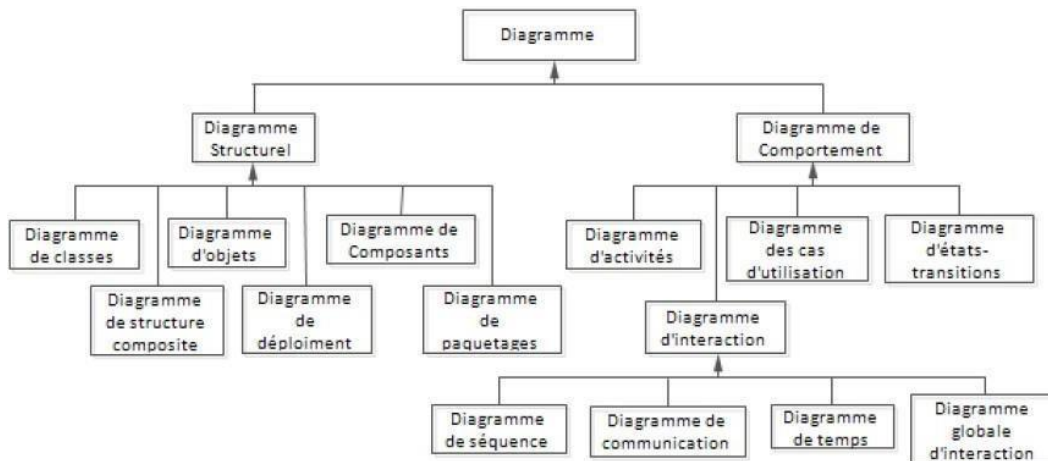 Diagramme
Diagramme
Structurel
Diagramme de
Comportement
Diagramme
de classes
Diagramme
d'objets
Diagramme de
Composants
Diagramme
de structure
composite
Diagramme
de
déploiment
Diagramme
de
paquetages
Diagramme
d'activités
Diagramme
des cas
d'utilisation
Diagramme
d'états-
transitions
Diagramme
d'interaction
Diagramme
de séquence
Diagramme de
communication
Diagramme
de temps
Diagramme
globale
d'interaction